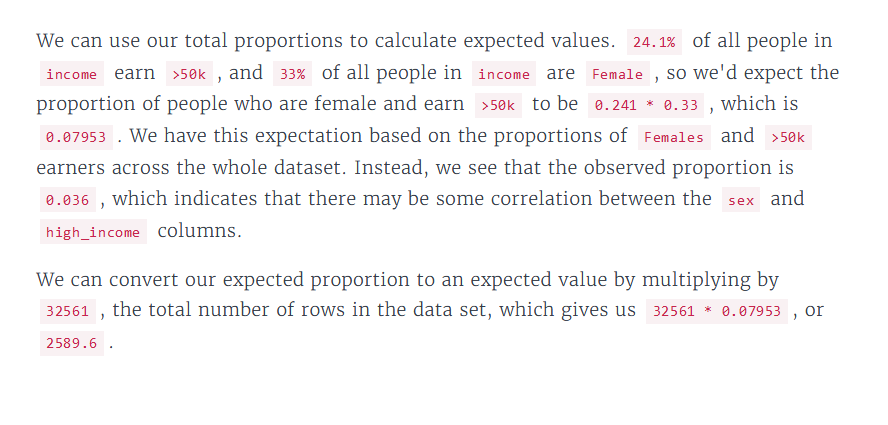 We can use our total proportions to calculate expected values. 24.1% of all people in
income earn >50k , and 33% of all people in income are Female , so we'd expect the
proportion of people who are female and earn >50k to be 0.241 * 0.33 , which is
0.07953 . We have this expectation based on the proportions of Females and >50k
earners across the whole dataset. Instead, we see that the observed proportion is
0.036 , which indicates that there may be some correlation between the sex and
high_income columns.
We can convert our expected proportion to an expected value by multiplying by
32561 , the total number of rows in the data set, which gives us 32561 * 0.07953 , or
2589.6 .